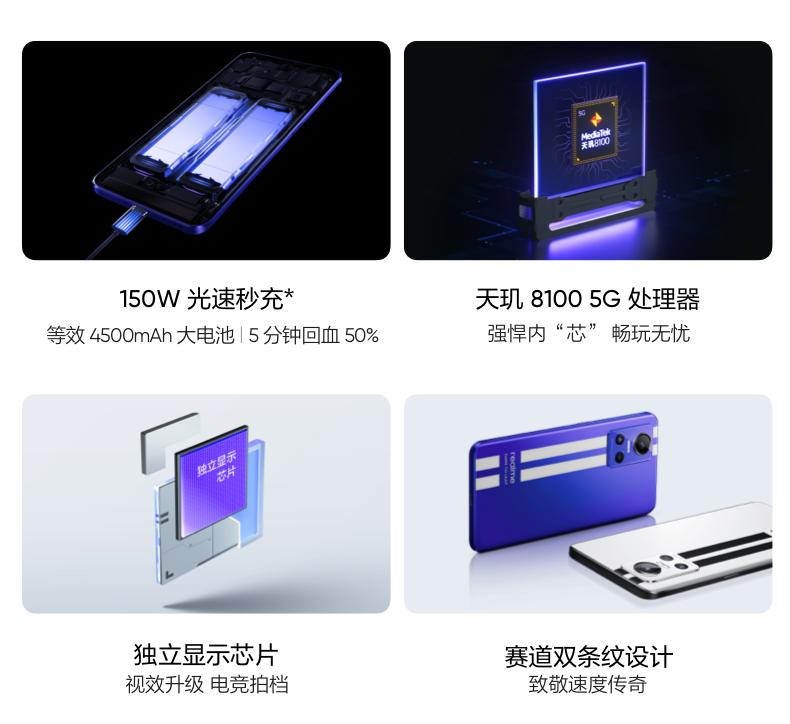 5G
MediaTek
天玑8100
150W 光速秒充*
等效 4500mAh 大电池 | 5 分钟回血 50%
天玑 8100 5G 处理器
强悍内“芯” 畅玩无忧
独立显示
芯片
realme
独立显示芯片
视效升级 电竞拍档
赛道双条纹设计
致敬速度传奇